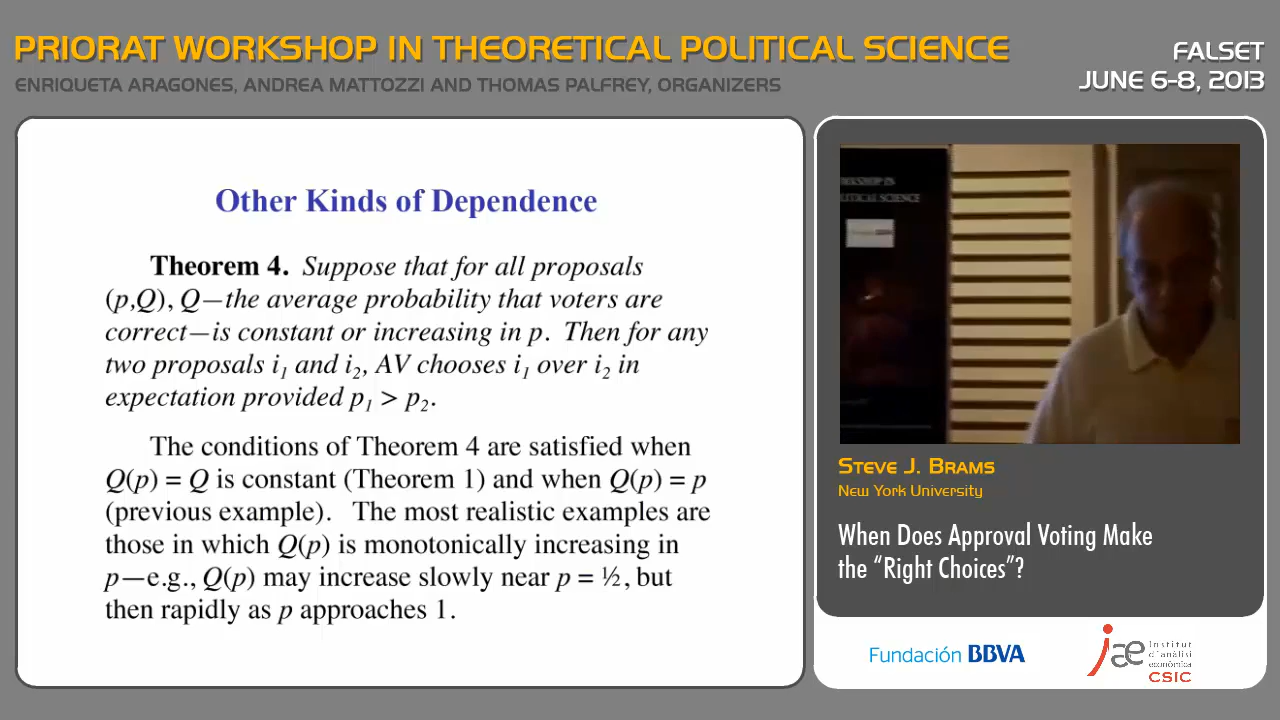 PRIORAT WORKSHOP IN THEORETICAL POLITICAL SCIENCE
ENRIQUETA ARAGONES, ANDREA MATTOZZI AND THOMAS PALFREY, ORGANIZERS
FALSET
JUNE 6-8, 2013
Other Kinds of Dependence
Theorem 4. Suppose that for all proposals
(p,Q), Q—the average probability that voters are
correct—is constant or increasing in p. Then for any
two proposals i₁ and i₂, AV chooses i₁ over i₂ in
expectation provided p₁ > p₂.
The conditions of Theorem 4 are satisfied when
Q(p) = Q is constant (Theorem 1) and when Q(p) = p
(previous example). The most realistic examples are
those in which Q(p) is monotonically increasing in
p—e.g., Q(p) may increase slowly near p = ½, but
then rapidly as p approaches 1.
STEVE J. BRAMS
New York University
When Does Approval Voting Make
the “Right Choices”?
Fundación BBVA
iae
Institut
d'anàlisi
econòmica
CSIC